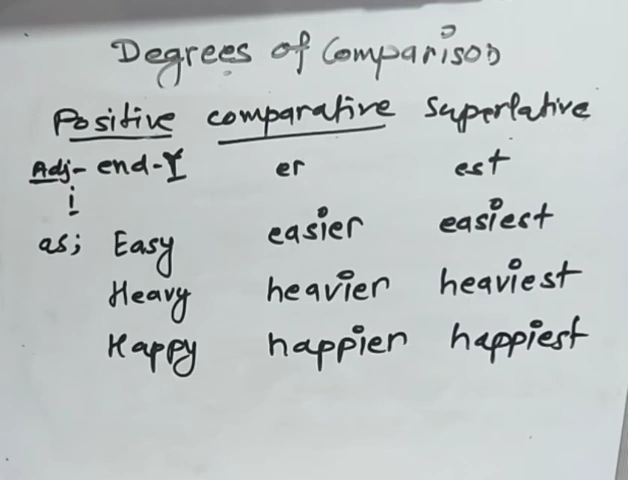 Degrees of Comparison
Positive comparative Superlative
Adj- end-Y er est
i
as; Easy easier easiest
Heavy heavier heaviest
Happy happier happiest